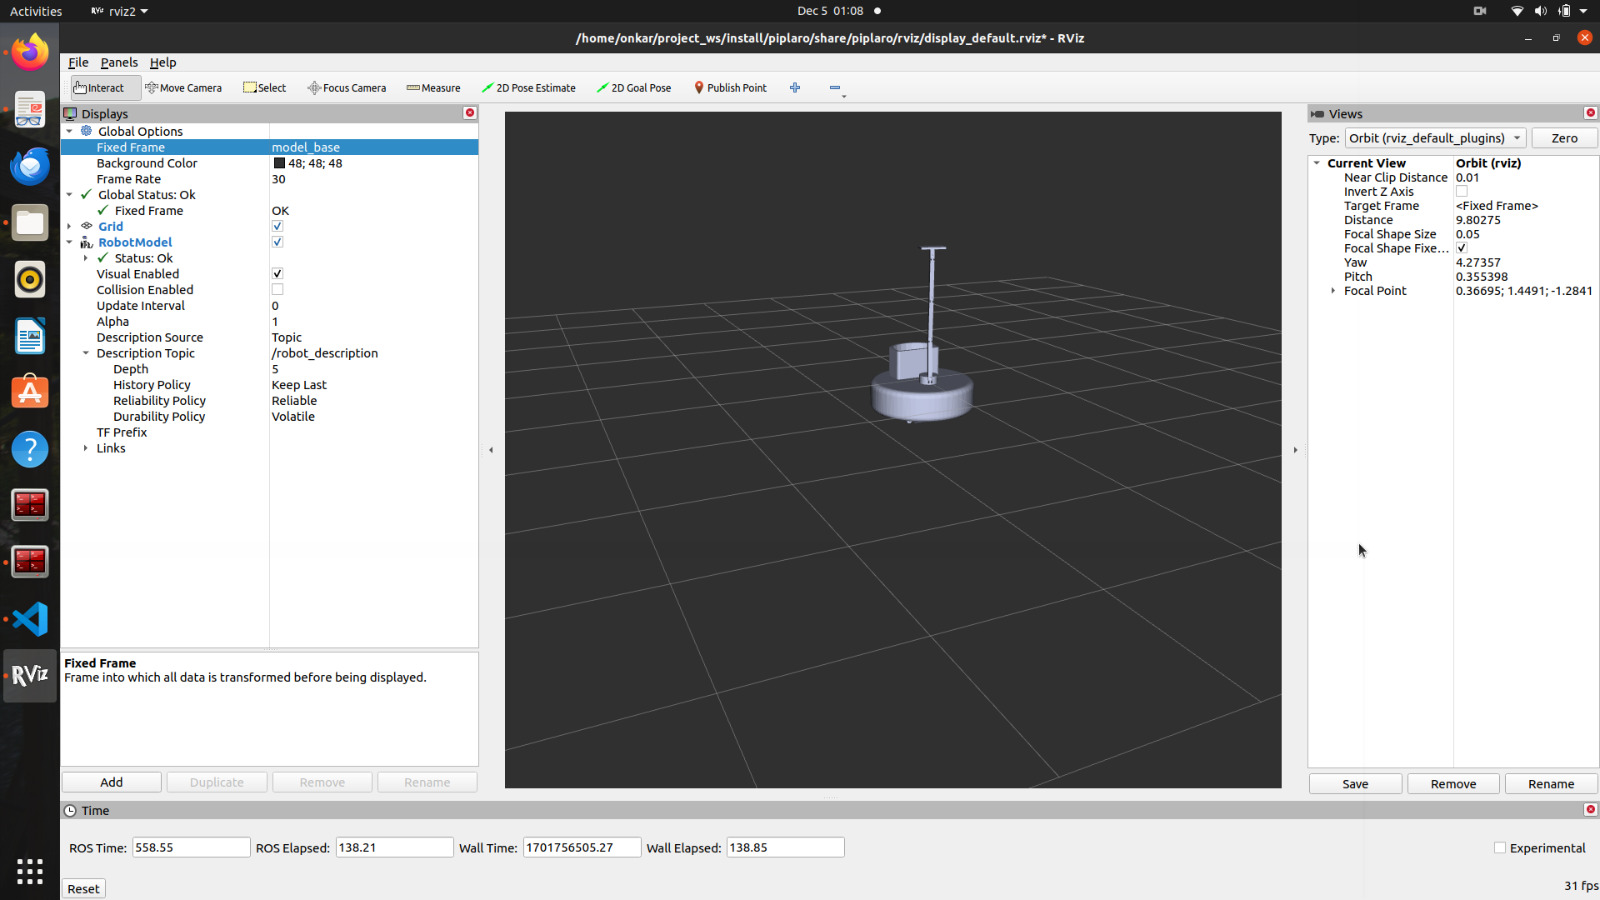 Activities RViz rviz2 Dec 5 01:08
/home/onkar/project_ws/install/piplaro/share/piplaro/rviz/display_default.rviz* - RViz
File Panels Help
Interact Move Camera Select Focus Camera Measure 2D Pose Estimate 2D Goal Pose Publish Point
Displays
Global Options
Fixed Frame model_base
Background Color 48; 48; 48
Frame Rate 30
Global Status: Ok
Fixed Frame OK
Grid
RobotModel
Status: Ok
Visual Enabled
Collision Enabled
Update Interval 0
Alpha 1
Description Source Topic
Description Topic /robot_description
Depth 5
History Policy Keep Last
Reliability Policy Reliable
Durability Policy Volatile
TF Prefix
Links
Fixed Frame
Frame into which all data is transformed before being displayed.
Add Duplicate Remove Rename
Views
Type: Orbit (rviz_default_plugins) Zero
Current View Orbit (rviz)
Near Clip Distance 0.01
Invert Z Axis
Target Frame <Fixed Frame>
Distance 9.80275
Focal Shape Size 0.05
Focal Shape Fixe...
Yaw 4.27357
Pitch 0.355398
Focal Point 0.36695; 1.4491; -1.2841
Save Remove Rename
Time
ROS Time: 558.55 ROS Elapsed: 138.21 Wall Time: 1701756505.27 Wall Elapsed: 138.85 Experimental
Reset 31 fps
RViz